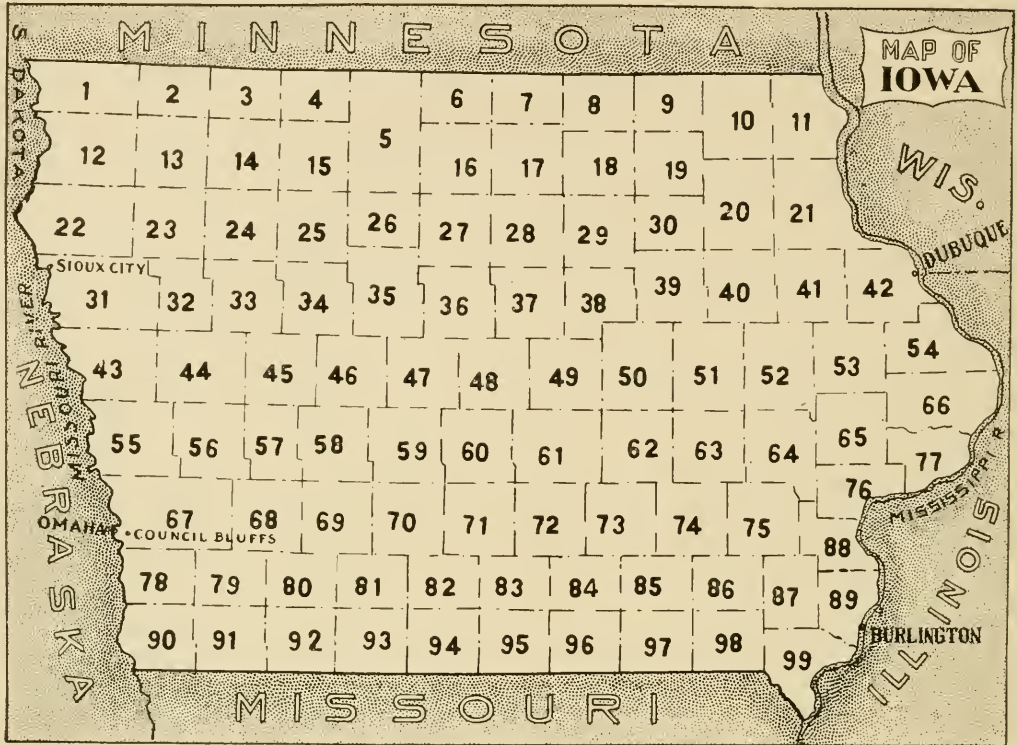 MINNESOTA
MAP OF
IOWA
S. DAKOTA
WIS.
1 2 3 4 5 6 7 8 9 10 11
12 13 14 15 16 17 18 19
20 21
22 23 24 25 26 27 28 29 30
DUBUQUE
SIOUX CITY
31 32 33 34 35 36 37 38 39 40 41 42
MISSOURI RIVER
NEBRASKA
43 44 45 46 47 48 49 50 51 52 53 54
55 56 57 58 59 60 61 62 63 64 65 66
77
76
MISSISSIPPI R
ILLINOIS
OMAHA
COUNCIL BLUFFS
67 68 69 70 71 72 73 74 75
88
78 79 80 81 82 83 84 85 86 87 89
BURLINGTON
90 91 92 93 94 95 96 97 98
99
MISSOURI